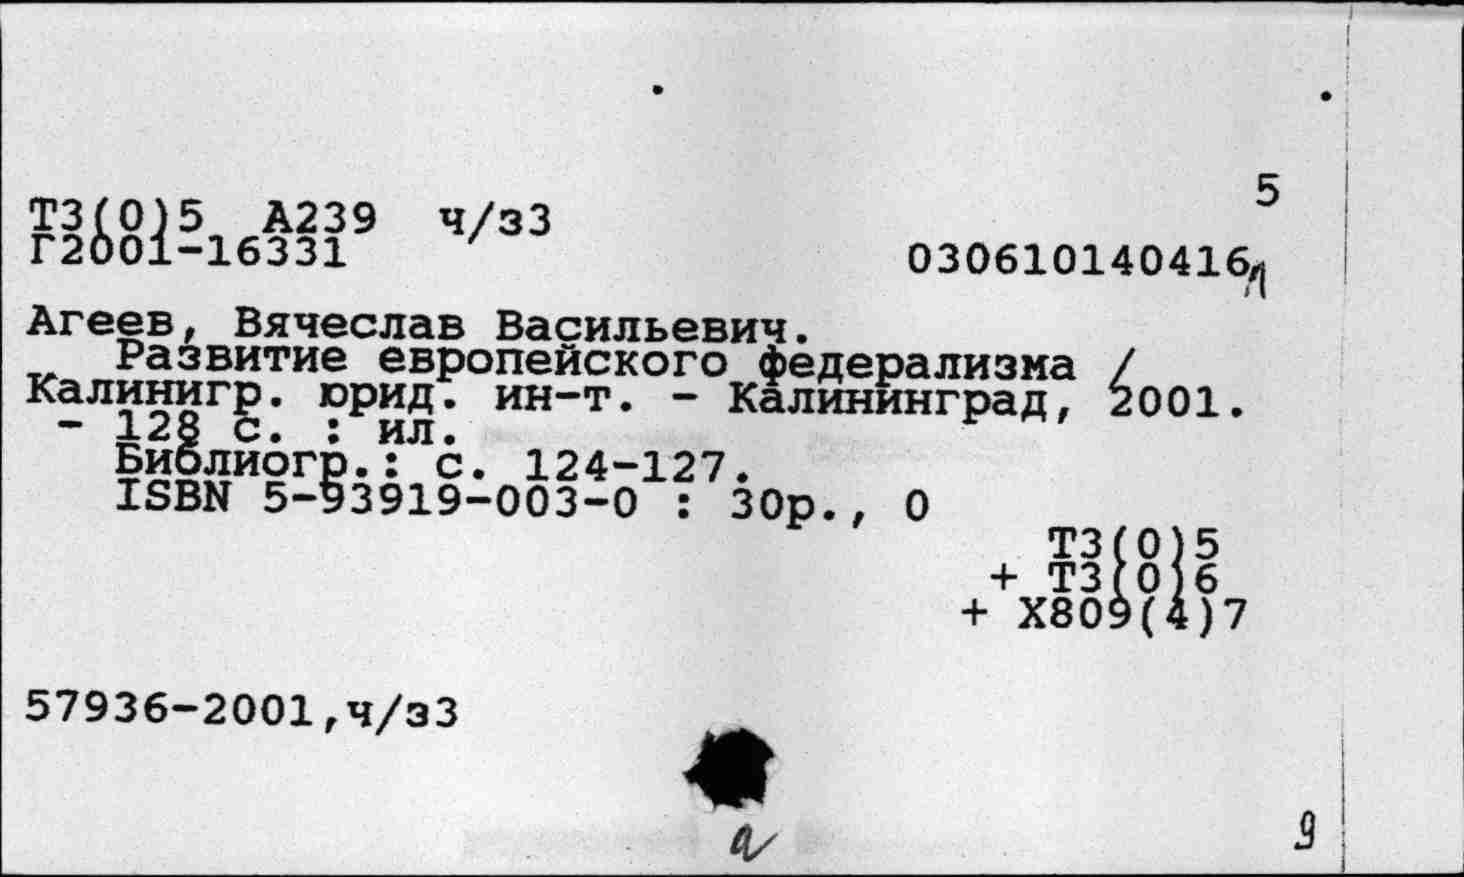 5
Т3(0)5 А239 ч/з3
Г2001-16331
030610140416л
Агеев, Вячеслав Васильевич.
Развитие европейского федерализма /
Калинигр. юрид. ин-т. - Калининград, 2001.
- 128 с. : ил.
Библиогр.: с. 124-127.
ISBN 5-93919-003-0 : 30р., 0
Т3(0)5
+ Т3(0)6
+ Х809(4)7
57936-2001,ч/з3
9